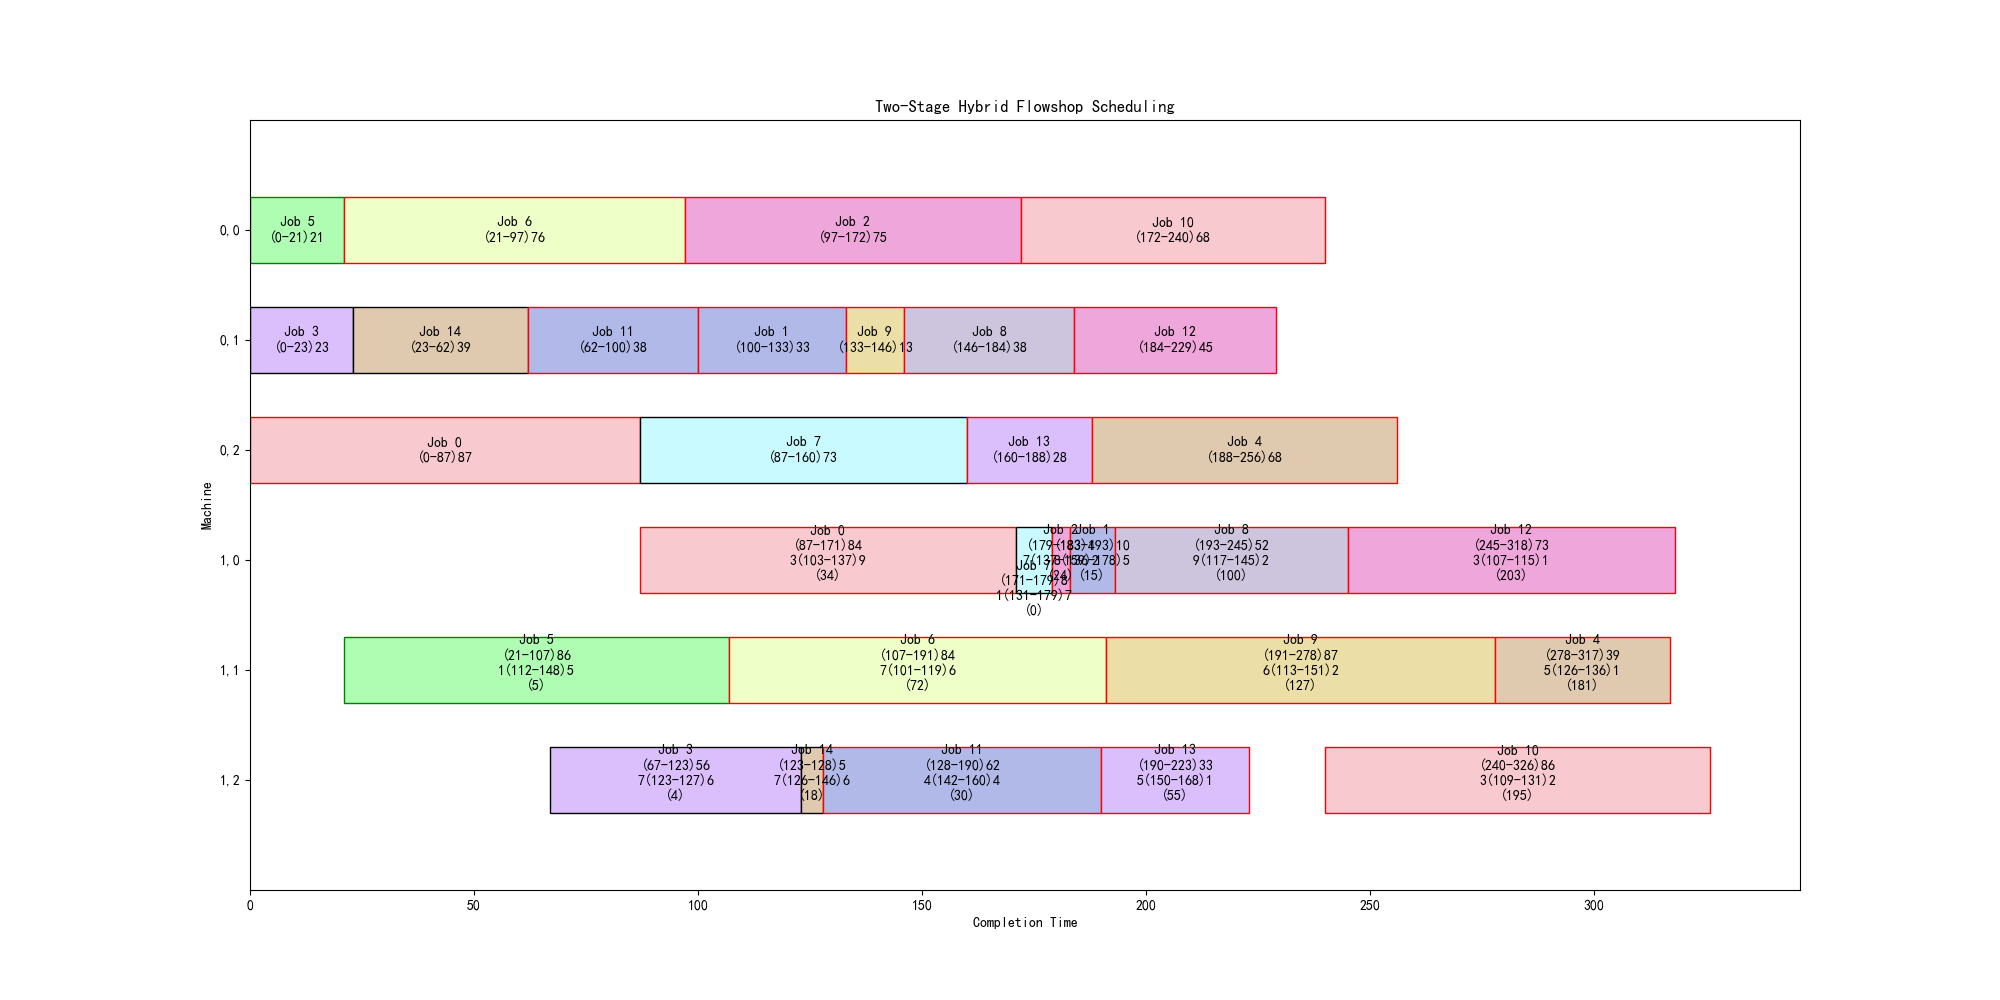 Two-Stage Hybrid Flowshop Scheduling
0,0
Job 5
(0-21)21
Job 6
(21-97)76
Job 2
(97-172)75
Job 10
(172-240)68
0,1
Job 3
(0-23)23
Job 14
(23-62)39
Job 11
(62-100)38
Job 1
(100-133)33
Job 9
(133-146)13
Job 8
(146-184)38
Job 12
(184-229)45
0,2
Job 0
(0-87)87
Job 7
(87-160)73
Job 13
(160-188)28
Job 4
(188-256)68
Machine
1,0
Job 0
(87-171)84
3(103-137)9
(34)
Job 7
(171-179)8
1(131-179)7
(0)
Job 2
(179-183)4
(24)
Job 1
(183-193)10
(15)
Job 8
(193-245)52
9(117-145)2
(100)
Job 12
(245-318)73
3(107-115)1
(203)
1,1
Job 5
(21-107)86
1(112-148)5
(5)
Job 6
(107-191)84
7(101-119)6
(72)
Job 9
(191-278)87
6(113-151)2
(127)
Job 4
(278-317)39
5(126-136)1
(181)
1,2
Job 3
(67-123)56
7(123-127)6
(4)
Job 14
(123-128)5
7(126-146)6
(18)
Job 11
(128-190)62
4(142-160)4
(30)
Job 13
(190-223)33
5(150-168)1
(55)
Job 10
(240-326)86
3(109-131)2
(195)
0
50
100
150
200
250
300
Completion Time